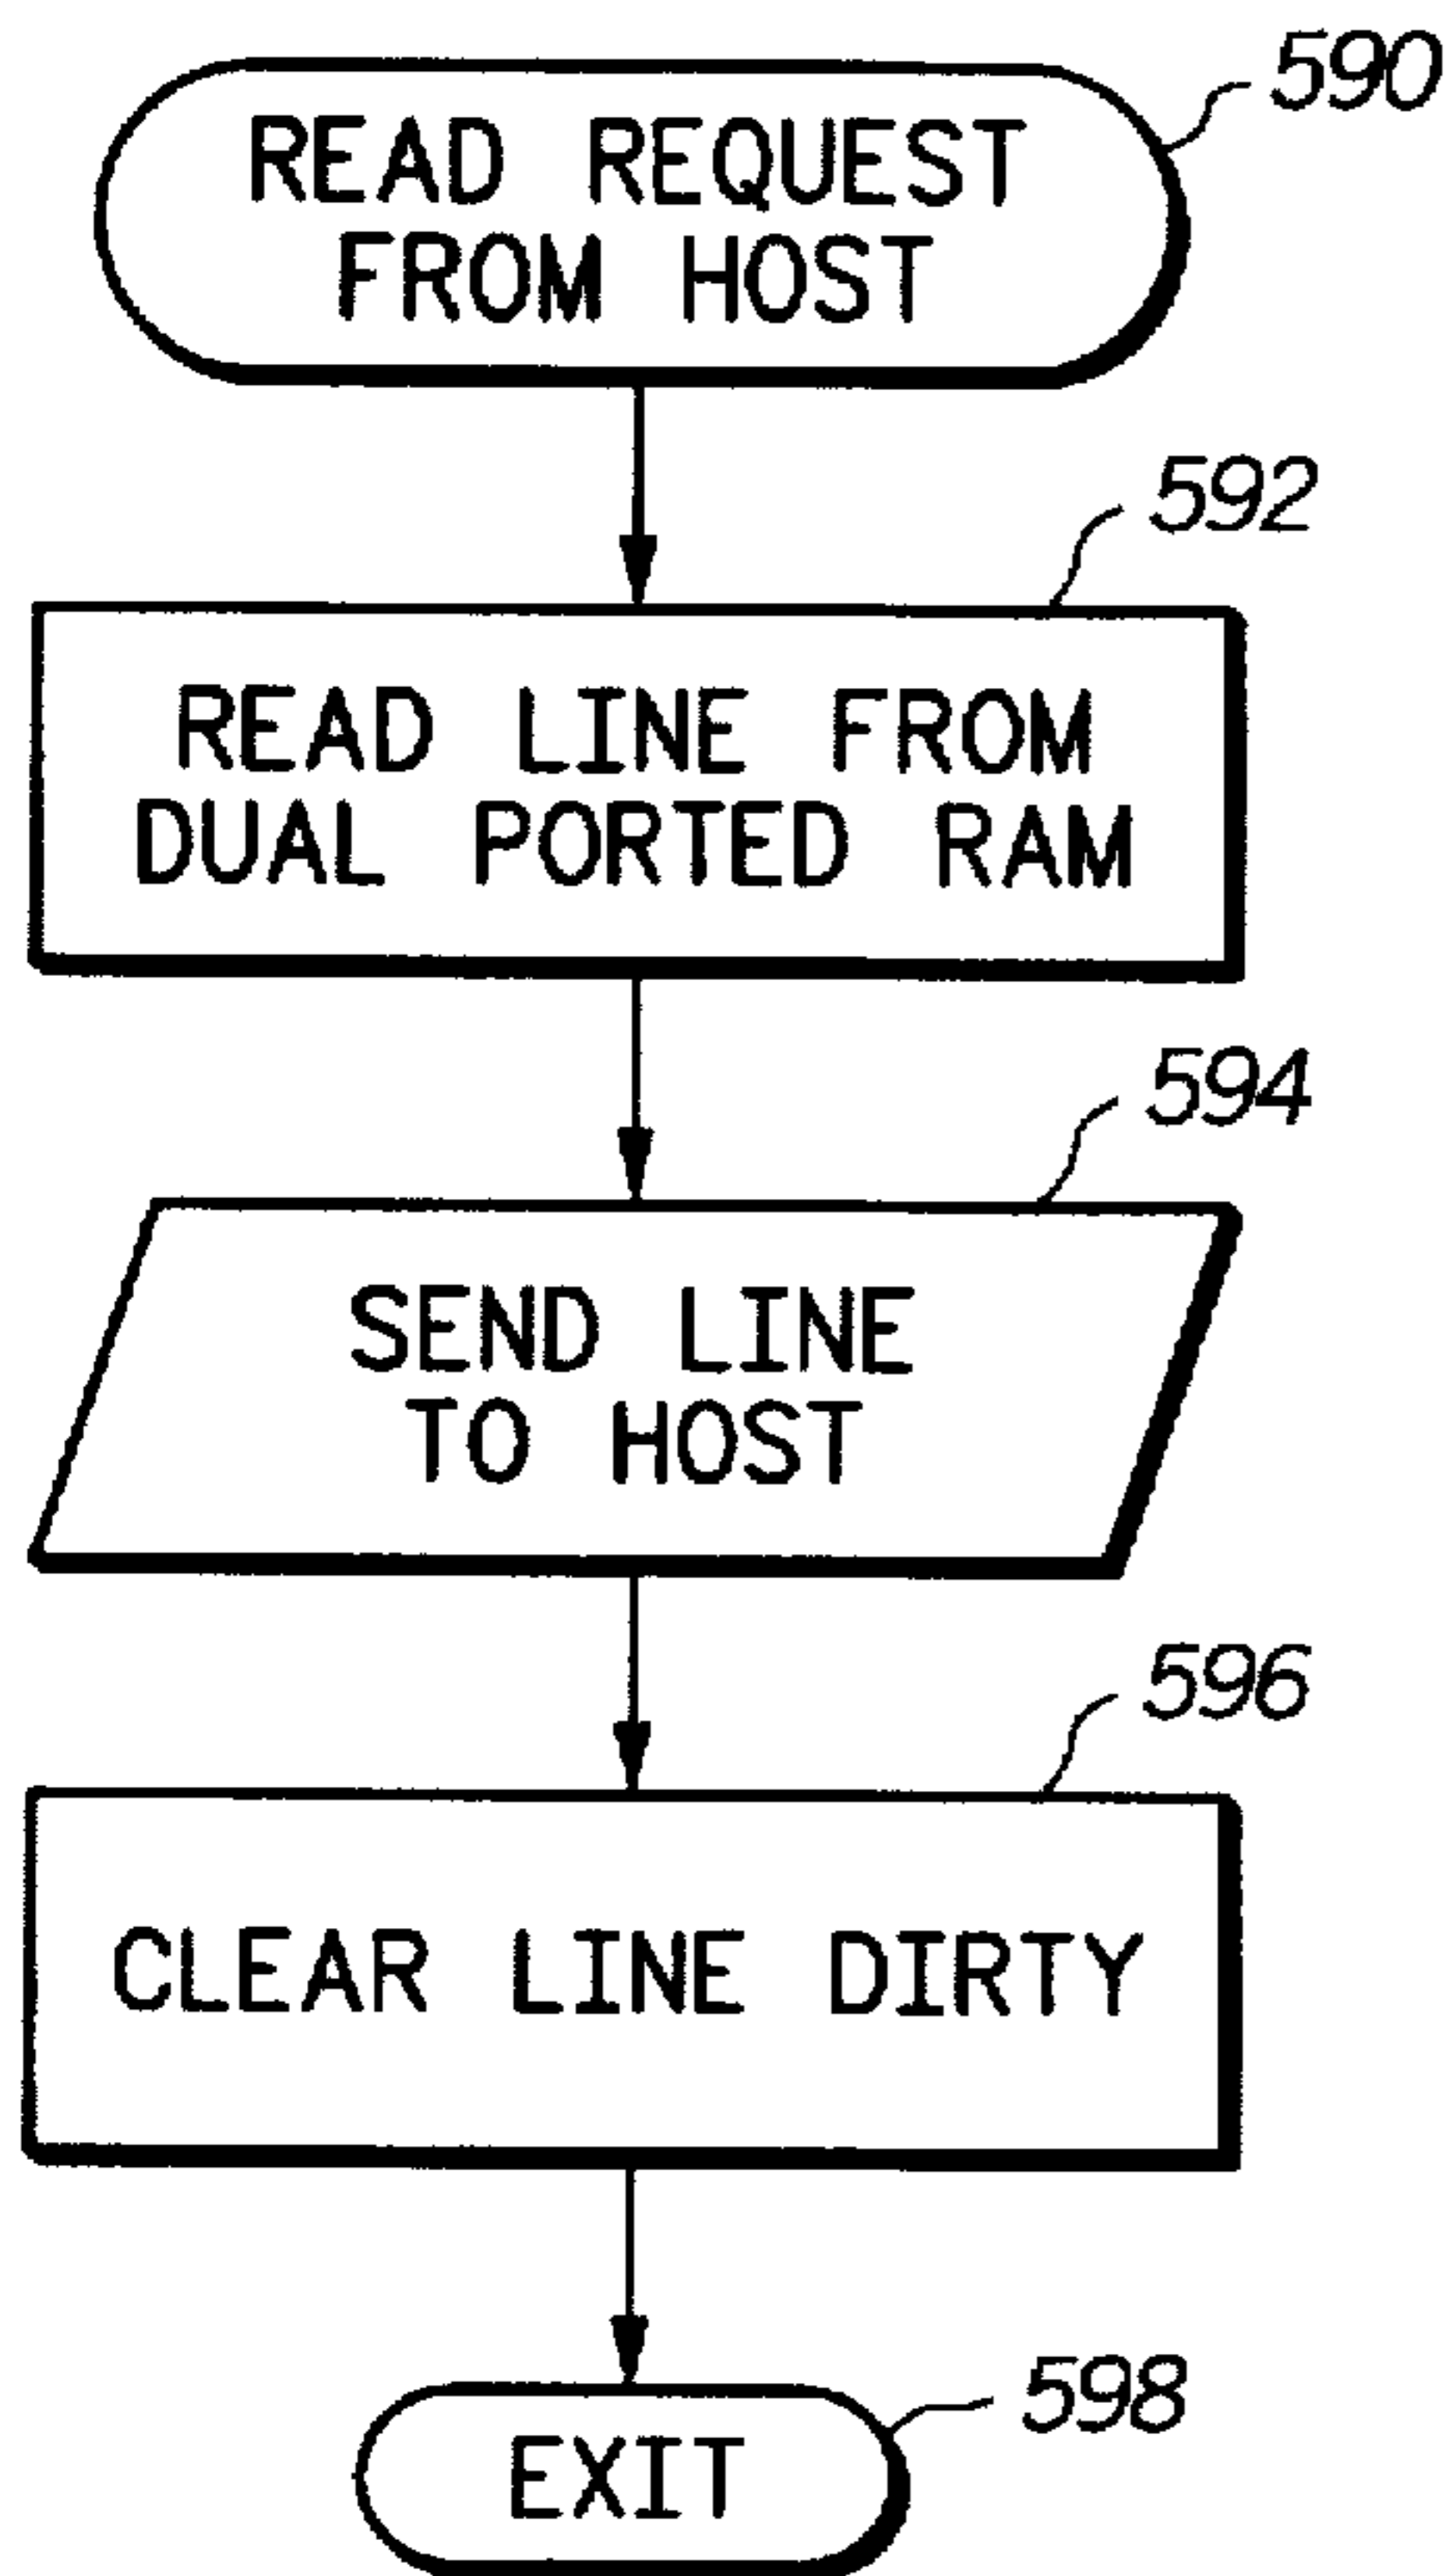 590
READ REQUEST
FROM HOST
592
READ LINE FROM
DUAL PORTED RAM
594
SEND LINE
TO HOST
596
CLEAR LINE DIRTY
598
EXIT